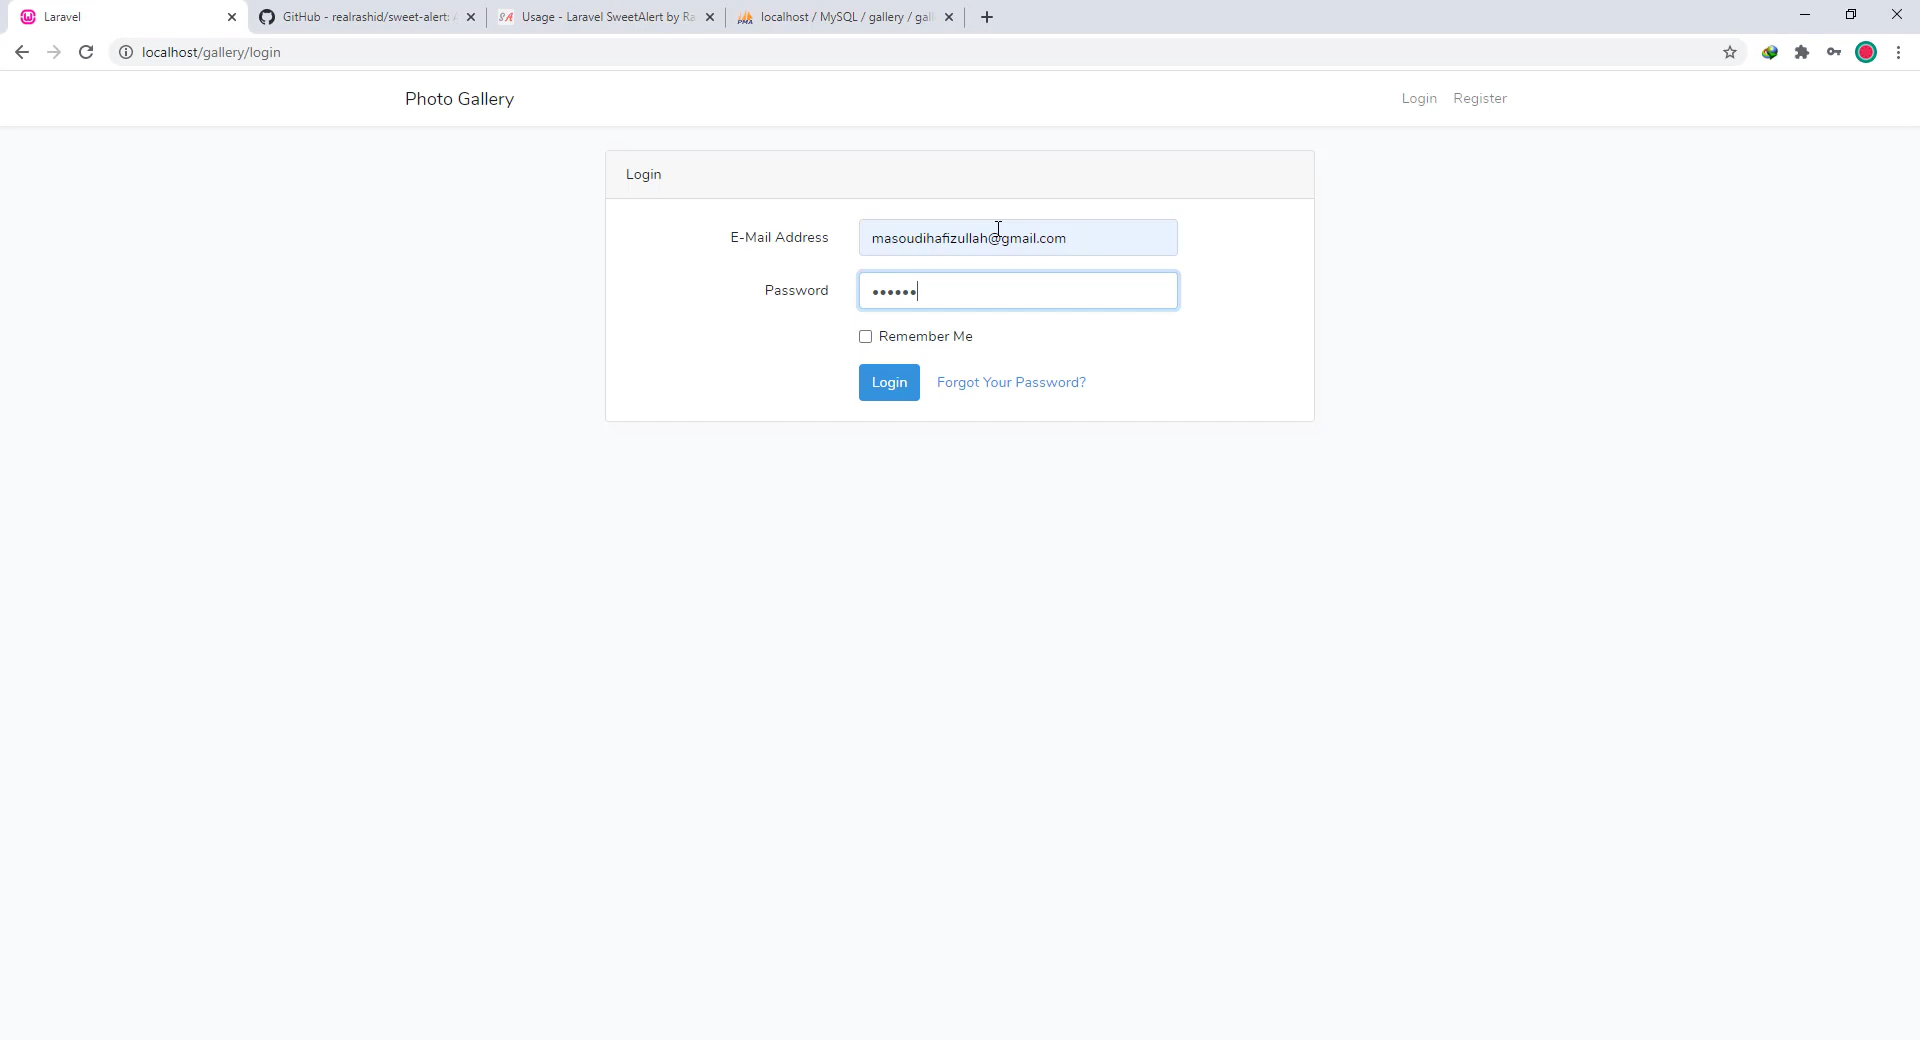 Laravel
GitHub - realrashid/sweet-alert:
Usage - Laravel SweetAlert by Ra
localhost / MySQL / gallery / gal
localhost/gallery/login
Photo Gallery
Login Register
Login
E-Mail Address masoudihafizullah@gmail.com
Password ••••••
Remember Me
Login Forgot Your Password?